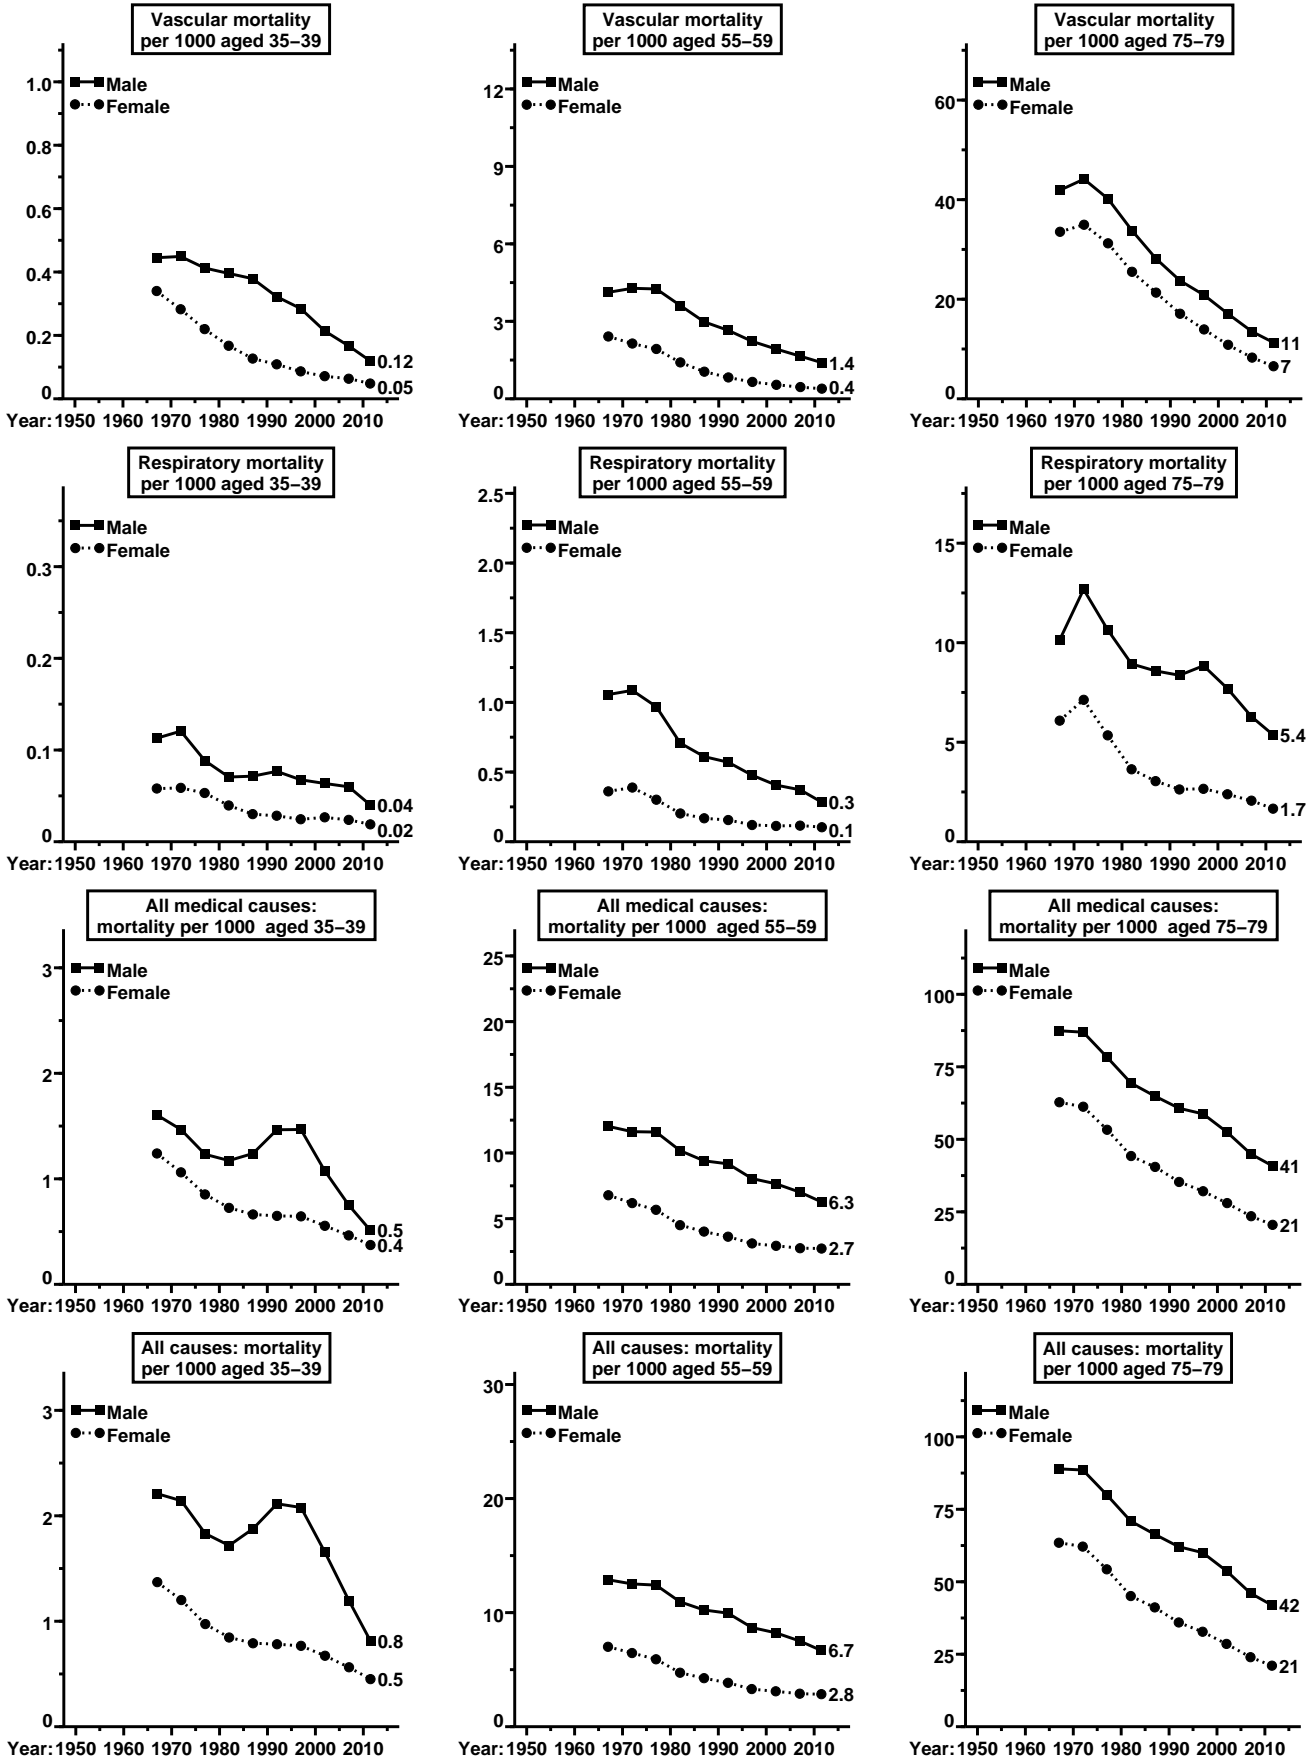 Vascular mortality
per 1000 aged 35–39
1.0
0.8
0.6
0.4
0.2
0
Male
Female
0.12
0.05
Year: 1950 1960 1970 1980 1990 2000 2010
Vascular mortality
per 1000 aged 55–59
12
9
6
3
0
Male
Female
1.4
0.4
1950 1960 1970 1980 1990 2000 2010
Vascular mortality
per 1000 aged 75–79
60
40
20
0
Male
Female
11
7
Year: 1950 1960 1970 1980 1990 2000 2010
Respiratory mortality
per 1000 aged 35–39
0.3
0.2
0.1
0
Male
Female
0.04
0.02
Year: 1950 1960 1970 1980 1990 2000 2010
Respiratory mortality
per 1000 aged 55–59
2.5
2.0
1.5
1.0
0.5
0
Male
Female
0.3
0.1
1950 1960 1970 1980 1990 2000 2010
Respiratory mortality
per 1000 aged 75–79
15
10
5
0
Male
Female
5.4
1.7
Year: 1950 1960 1970 1980 1990 2000 2010
All medical causes:
mortality per 1000 aged 35–39
3
2
1
0
Male
Female
0.5
0.4
Year: 1950 1960 1970 1980 1990 2000 2010
All medical causes:
mortality per 1000 aged 55–59
25
20
15
10
5
0
Male
Female
6.3
2.7
1950 1960 1970 1980 1990 2000 2010
All medical causes:
mortality per 1000 aged 75–79
100
75
50
25
0
Male
Female
41
21
Year: 1950 1960 1970 1980 1990 2000 2010
All causes: mortality
per 1000 aged 35–39
3
2
1
0
Male
Female
0.8
0.5
Year: 1950 1960 1970 1980 1990 2000 2010
All causes: mortality
per 1000 aged 55–59
30
20
10
0
Male
Female
6.7
2.8
1950 1960 1970 1980 1990 2000 2010
All causes: mortality
per 1000 aged 75–79
100
75
50
25
0
Male
Female
42
21
Year: 1950 1960 1970 1980 1990 2000 2010